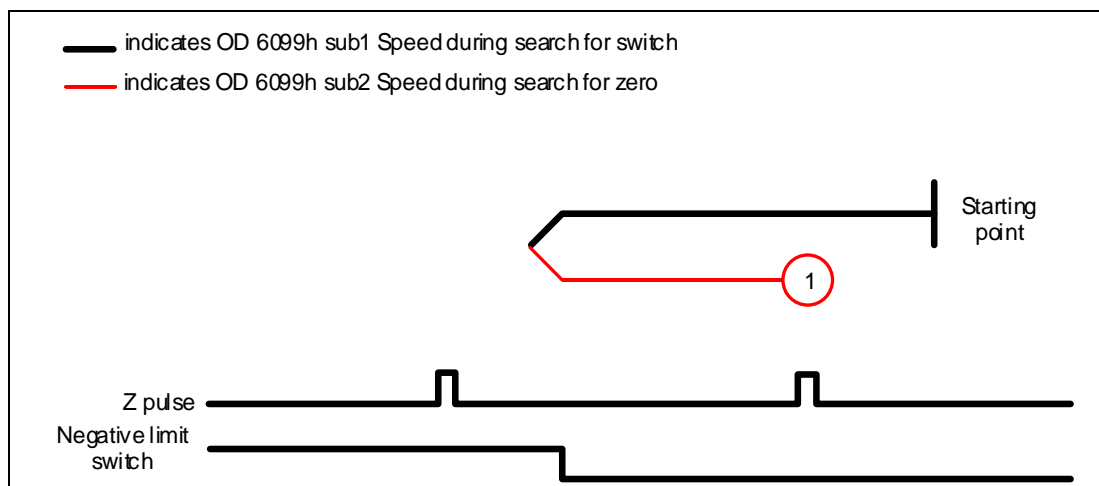 indicates OD 6099h sub1 Speed during search for switch
indicates OD 6099h sub2 Speed during search for zero
Starting
point
1
Z pulse
Negative limit
switch